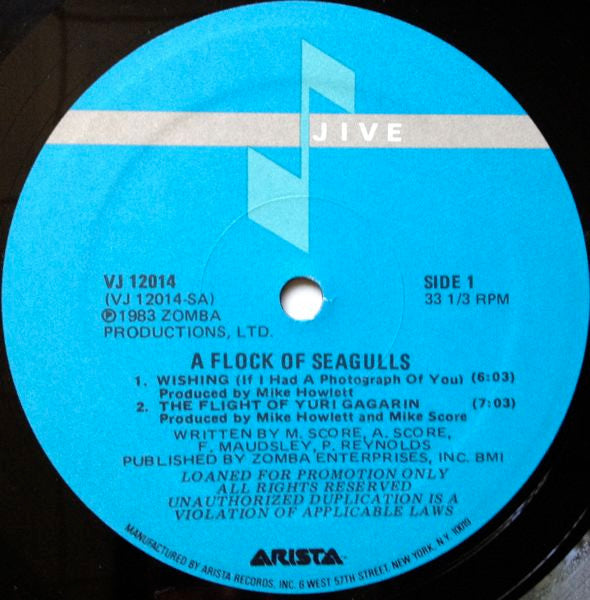 JIVE
VJ 12014
(VJ 12014-SA)
Ⓟ1983 ZOMBA
PRODUCTIONS, LTD.
SIDE 1
33 1/3 RPM
A FLOCK OF SEAGULLS
1. WISHING (If I Had A Photograph Of You) (6:03)
Produced by Mike Howlett
2. THE FLIGHT OF YURI GAGARIN (7:03)
Produced by Mike Howlett and Mike Score
WRITTEN BY M. SCORE, A. SCORE,
F. MAUDSLEY, P. REYNOLDS
PUBLISHED BY ZOMBA ENTERPRISES, INC. BMI
LOANED FOR PROMOTION ONLY
ALL RIGHTS RESERVED
UNAUTHORIZED DUPLICATION IS A
VIOLATION OF APPLICABLE LAWS
ARISTA™
MANUFACTURED BY ARISTA RECORDS, INC. 6 WEST 57TH STREET, NEW YORK, N.Y. 10019